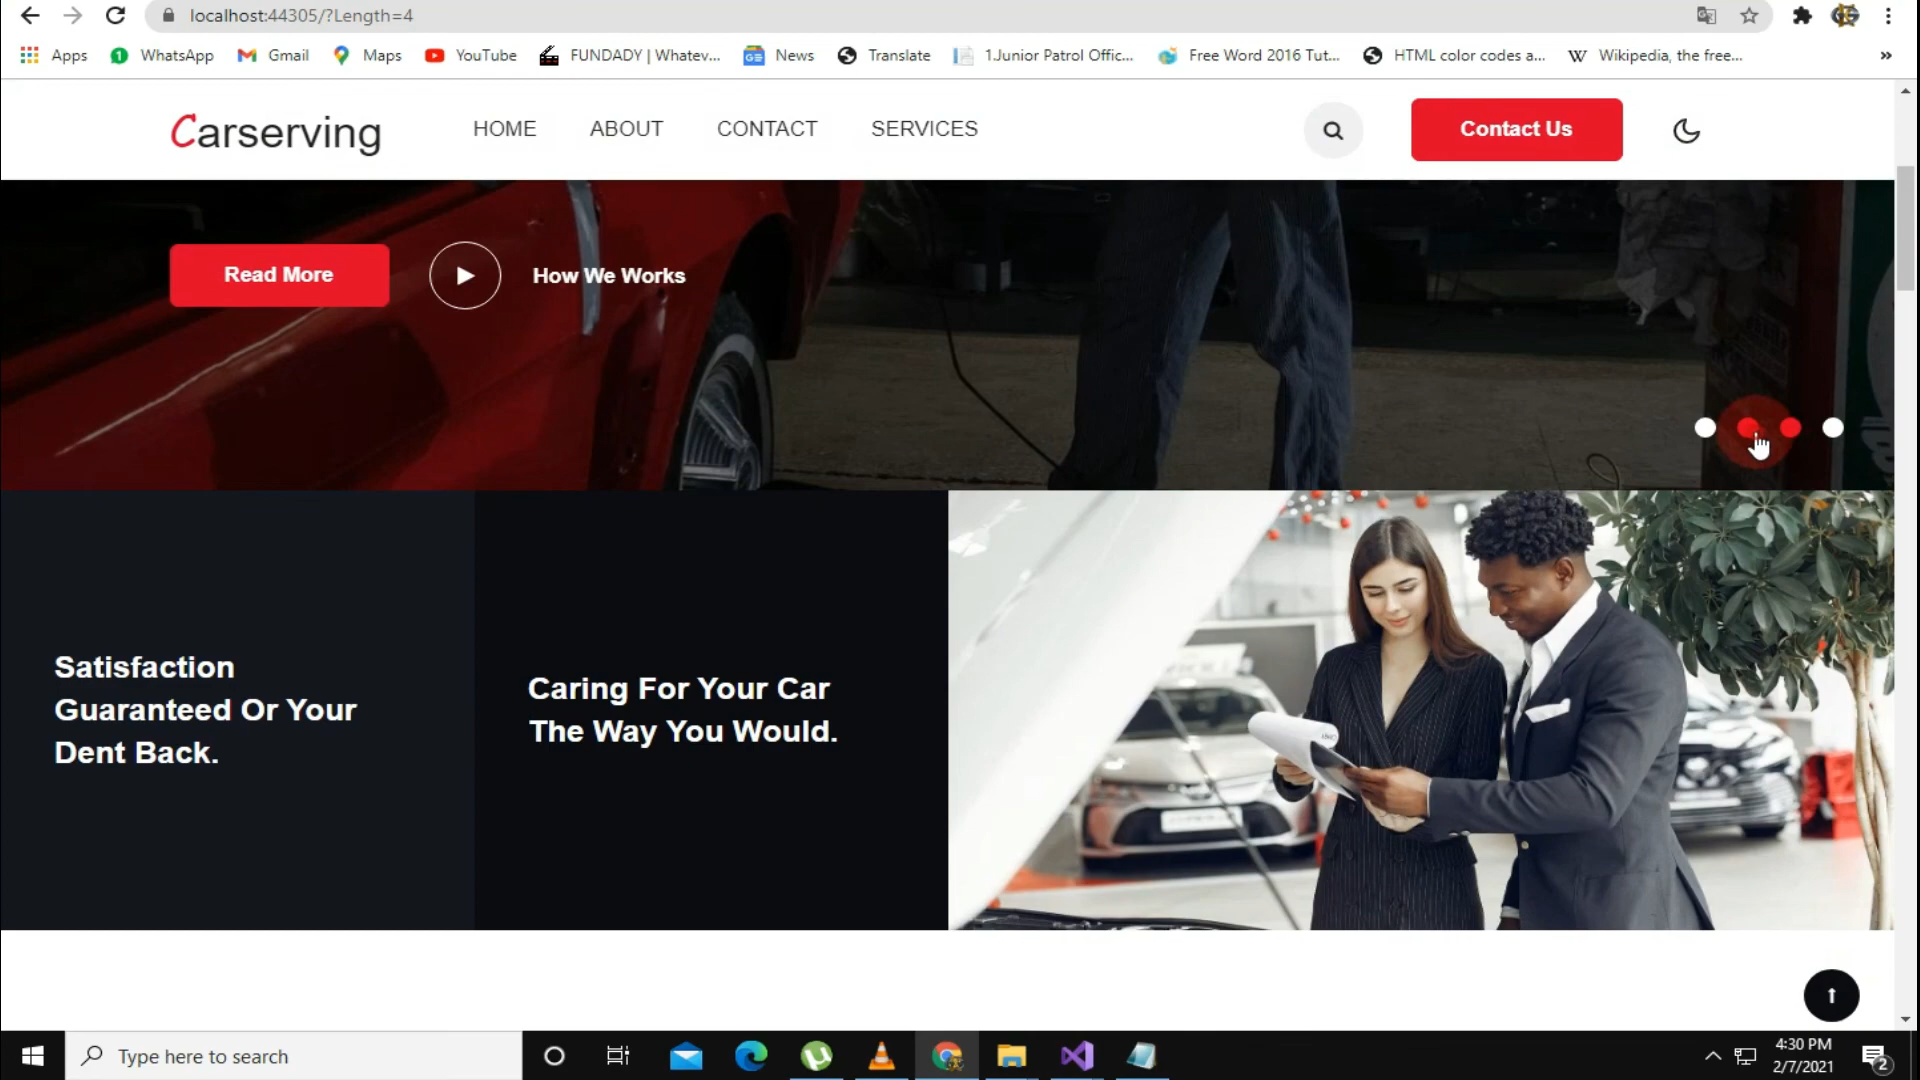 localhost:44305/?Length=4
Apps
WhatsApp
Gmail
Maps
YouTube
FUNDADY | Whatev...
News
Translate
1.Junior Patrol Offic...
Free Word 2016 Tut...
HTML color codes a...
Wikipedia, the free...
»
Carserving
HOME
ABOUT
CONTACT
SERVICES
Contact Us
Read More
How We Works
Satisfaction
Guaranteed Or Your
Dent Back.
Caring For Your Car
The Way You Would.
Type here to search
4:30 PM
2/7/2021
2